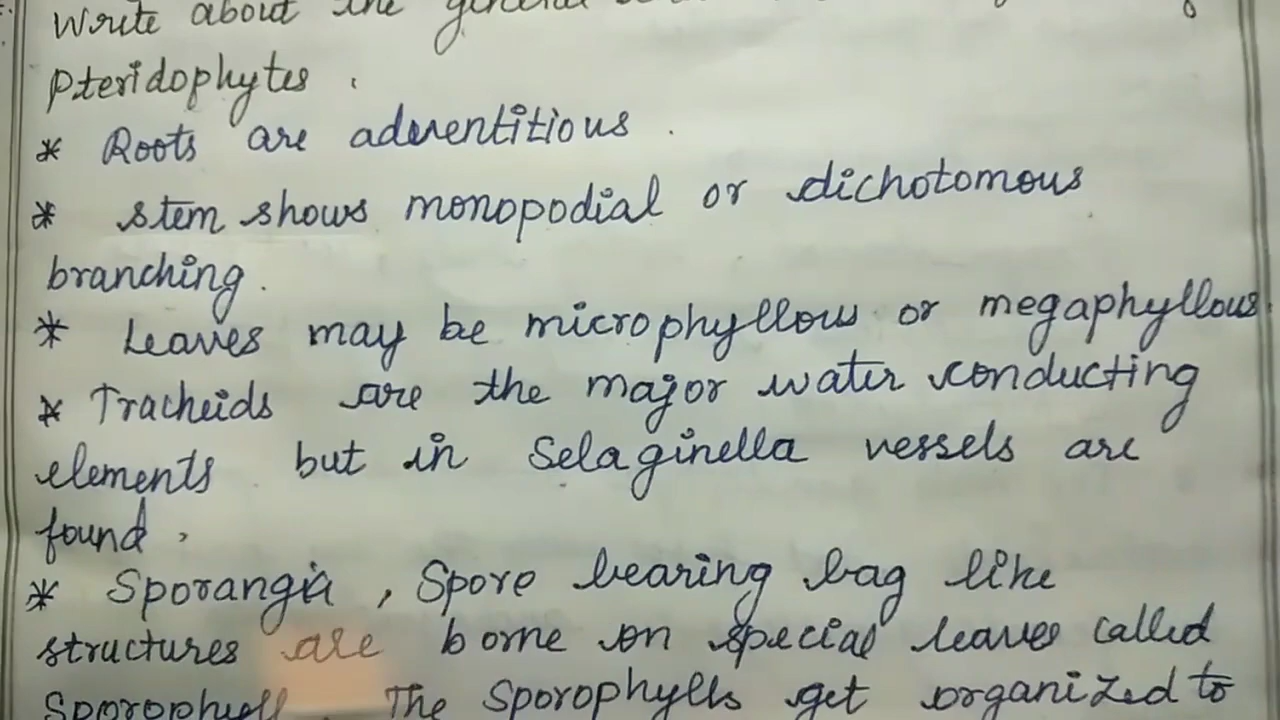 Write about the general
Pteridophytes .
* Roots are adventitious .
* stem shows monopodial or dichotomous
branching .
* Leaves may be microphyllous or megaphyllous.
* Tracheids are the major water conducting
elements but in Selaginella vessels are
found .
* Sporangia , Spore bearing bag like
structures are borne on special leaves called
Sporophyll . The Sporophylls get organized to